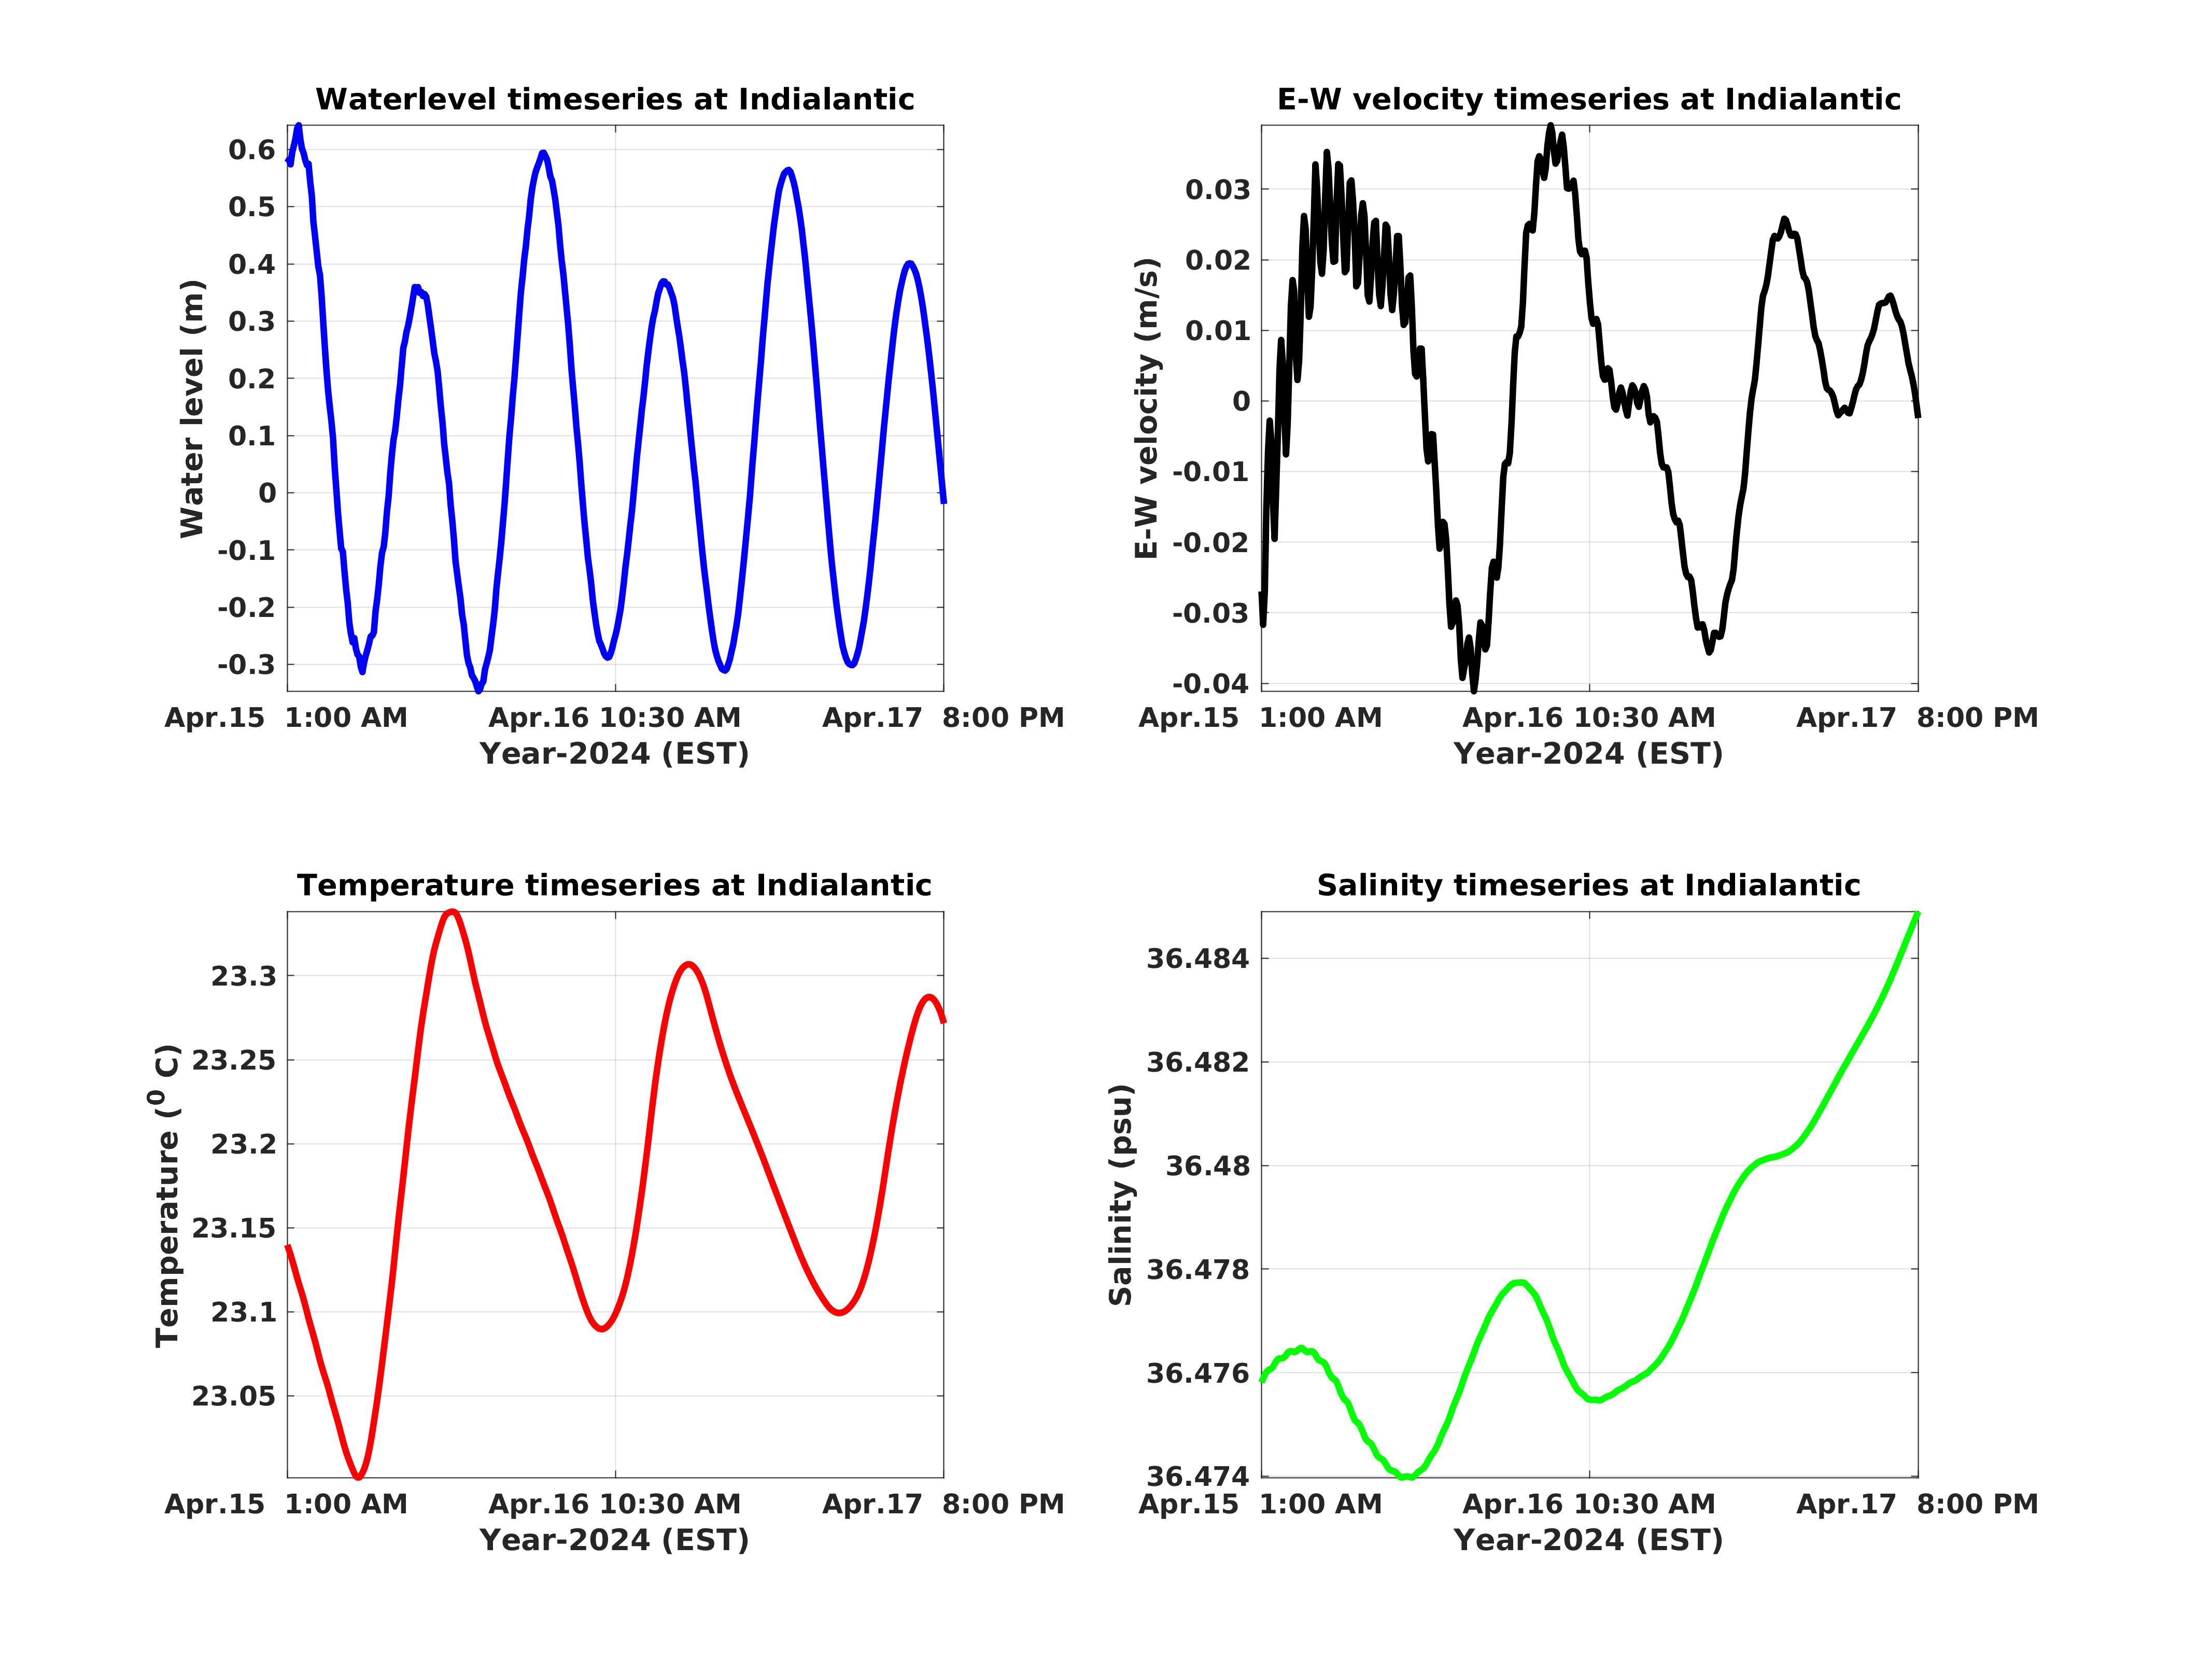 Waterlevel timeseries at Indialantic
0.6
0.5
0.4
0.3
0.2
0.1
0
-0.1
-0.2
-0.3
Water level (m)
Apr.15 1:00 AM Apr.16 10:30 AM Apr.17 8:00 PM
Year-2024 (EST)
E-W velocity timeseries at Indialantic
0.03
0.02
0.01
0
-0.01
-0.02
-0.03
-0.04
E-W velocity (m/s)
Apr.15 1:00 AM Apr.16 10:30 AM Apr.17 8:00 PM
Year-2024 (EST)
Temperature timeseries at Indialantic
23.3
23.25
23.2
23.15
23.1
23.05
Temperature (⁰ C)
Apr.15 1:00 AM Apr.16 10:30 AM Apr.17 8:00 PM
Year-2024 (EST)
Salinity timeseries at Indialantic
36.484
36.482
36.48
36.478
36.476
36.474
Salinity (psu)
Apr.15 1:00 AM Apr.16 10:30 AM Apr.17 8:00 PM
Year-2024 (EST)